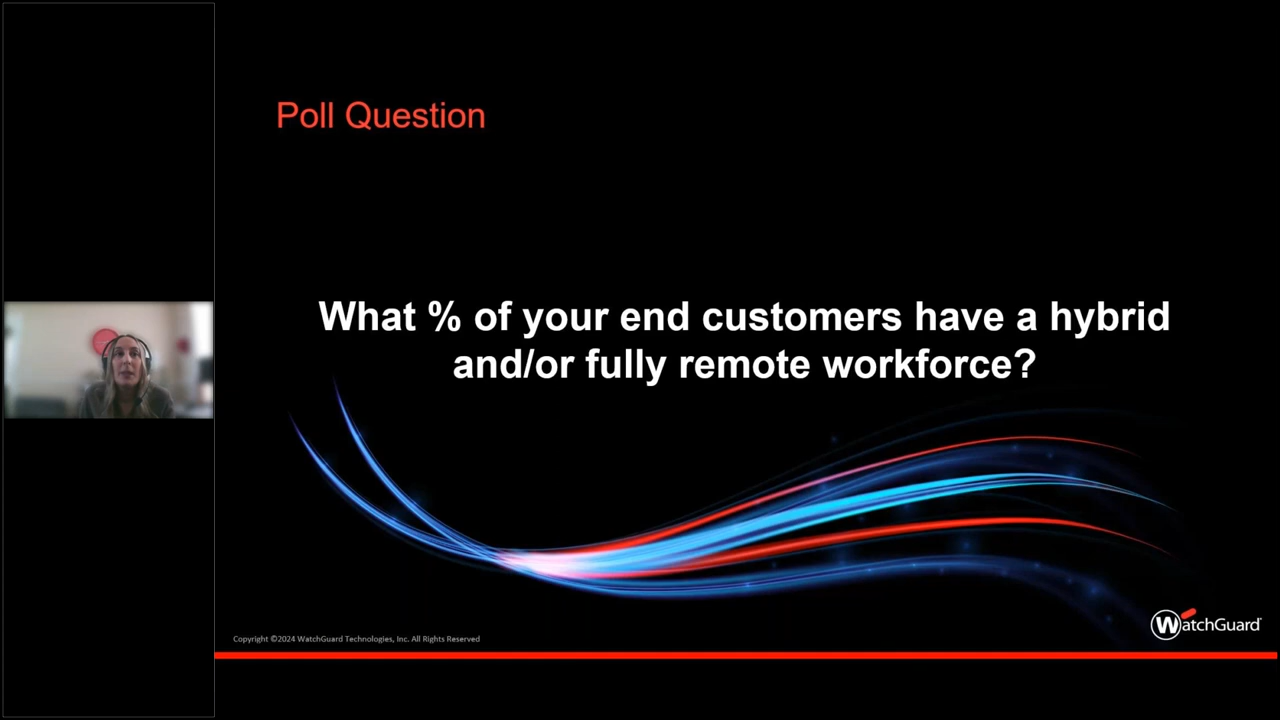 Poll Question
What % of your end customers have a hybrid
and/or fully remote workforce?
Copyright ©2024 WatchGuard Technologies, Inc. All Rights Reserved
WatchGuard